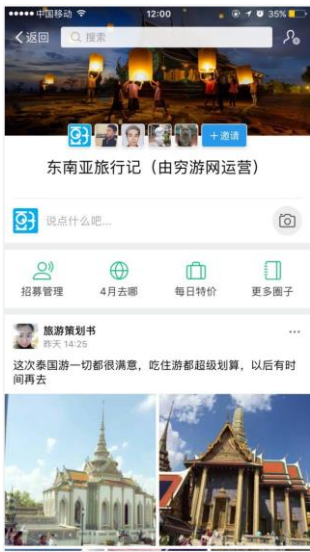 中国移动 12:00 35%
返回 搜索
+邀请
东南亚旅行记（由穷游网运营）
说点什么吧...
招募管理 4月去哪 每日特价 更多圈子
旅游策划书
昨天 14:25
这次泰国游一切都很满意，吃住游都超级划算，以后有时
间再去